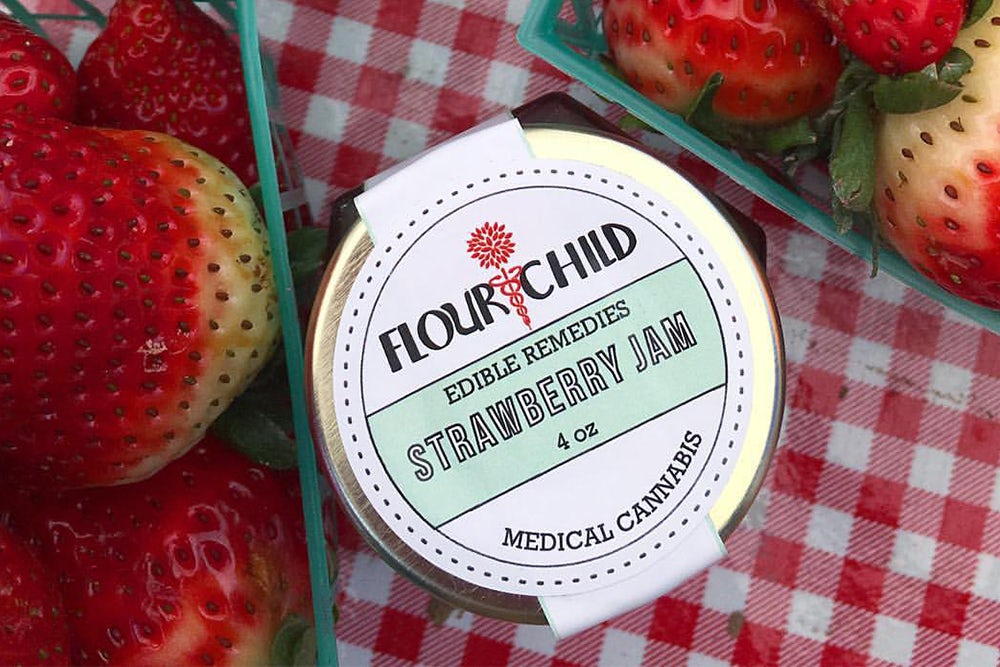 FLOUR CHILD
EDIBLE REMEDIES
STRAWBERRY JAM
4 oz
MEDICAL CANNABIS